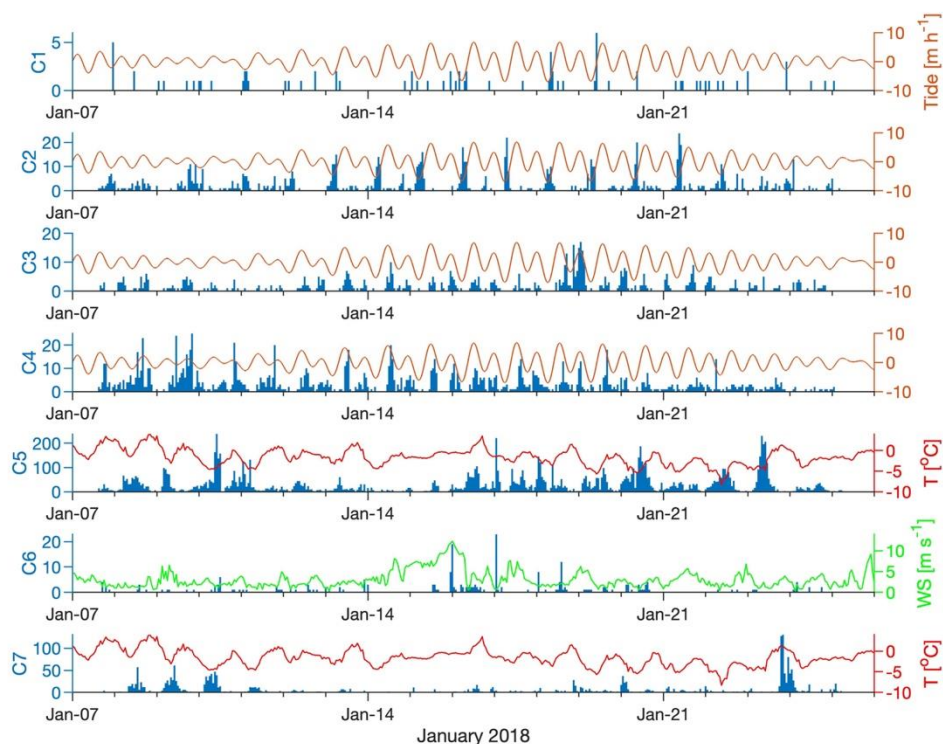 C1
5
0
10
0
-10
Tide [m h⁻¹]
Jan-07
Jan-14
Jan-21
C2
20
10
0
10
0
-10
Jan-07
Jan-14
Jan-21
C3
20
10
0
10
0
-10
Jan-07
Jan-14
Jan-21
C4
20
10
0
10
0
-10
Jan-07
Jan-14
Jan-21
C5
200
100
0
0
-5
-10
T [°C]
Jan-07
Jan-14
Jan-21
C6
20
10
0
10
5
0
WS [m s⁻¹]
Jan-07
Jan-14
Jan-21
C7
100
50
0
0
-5
-10
T [°C]
Jan-07
Jan-14
Jan-21
January 2018